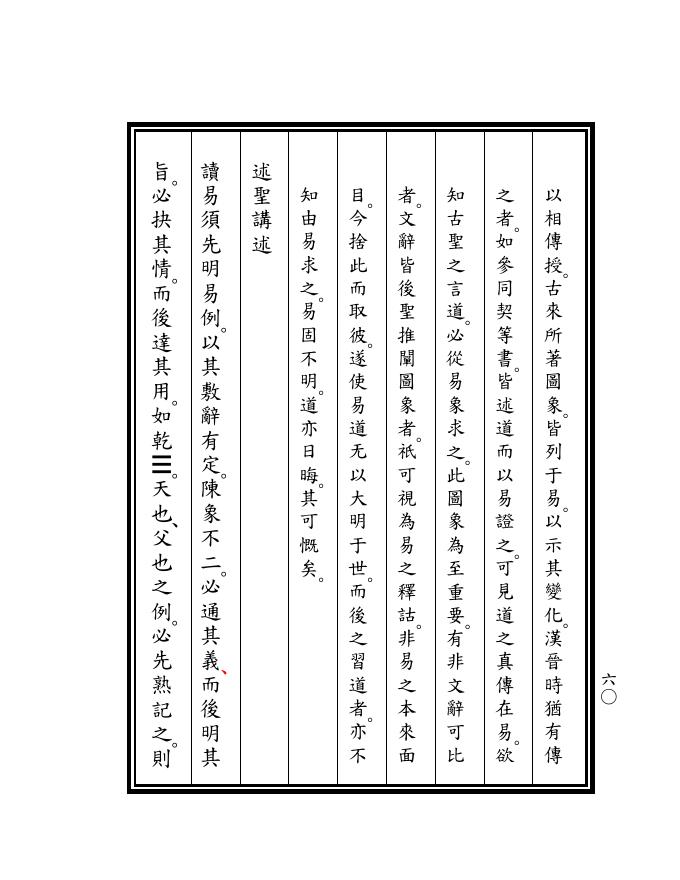 以相傳授。古來所著圖象。皆列于易。以示其變化。漢晉時猶有傳
之者。如參同契等書。皆述道而以易證之。可見道之真傳在易。欲
知古聖之言道。必從易象求之。此圖象為至重要。有非文辭可比
者。文辭皆後聖推闡圖象者。祇可視為易之釋詁。非易之本來面
目。今捨此而取彼。遂使易道无以大明于世。而後之習道者。亦不
知由易求之。易固不明。道亦日晦。其可慨矣。
述聖講述
讀易須先明易例。以其敷辭有定。陳象不二。必通其義、而後明其
旨。必抉其情。而後達其用。如乾☰。天也、父也之例。必先熟記之。則
六〇